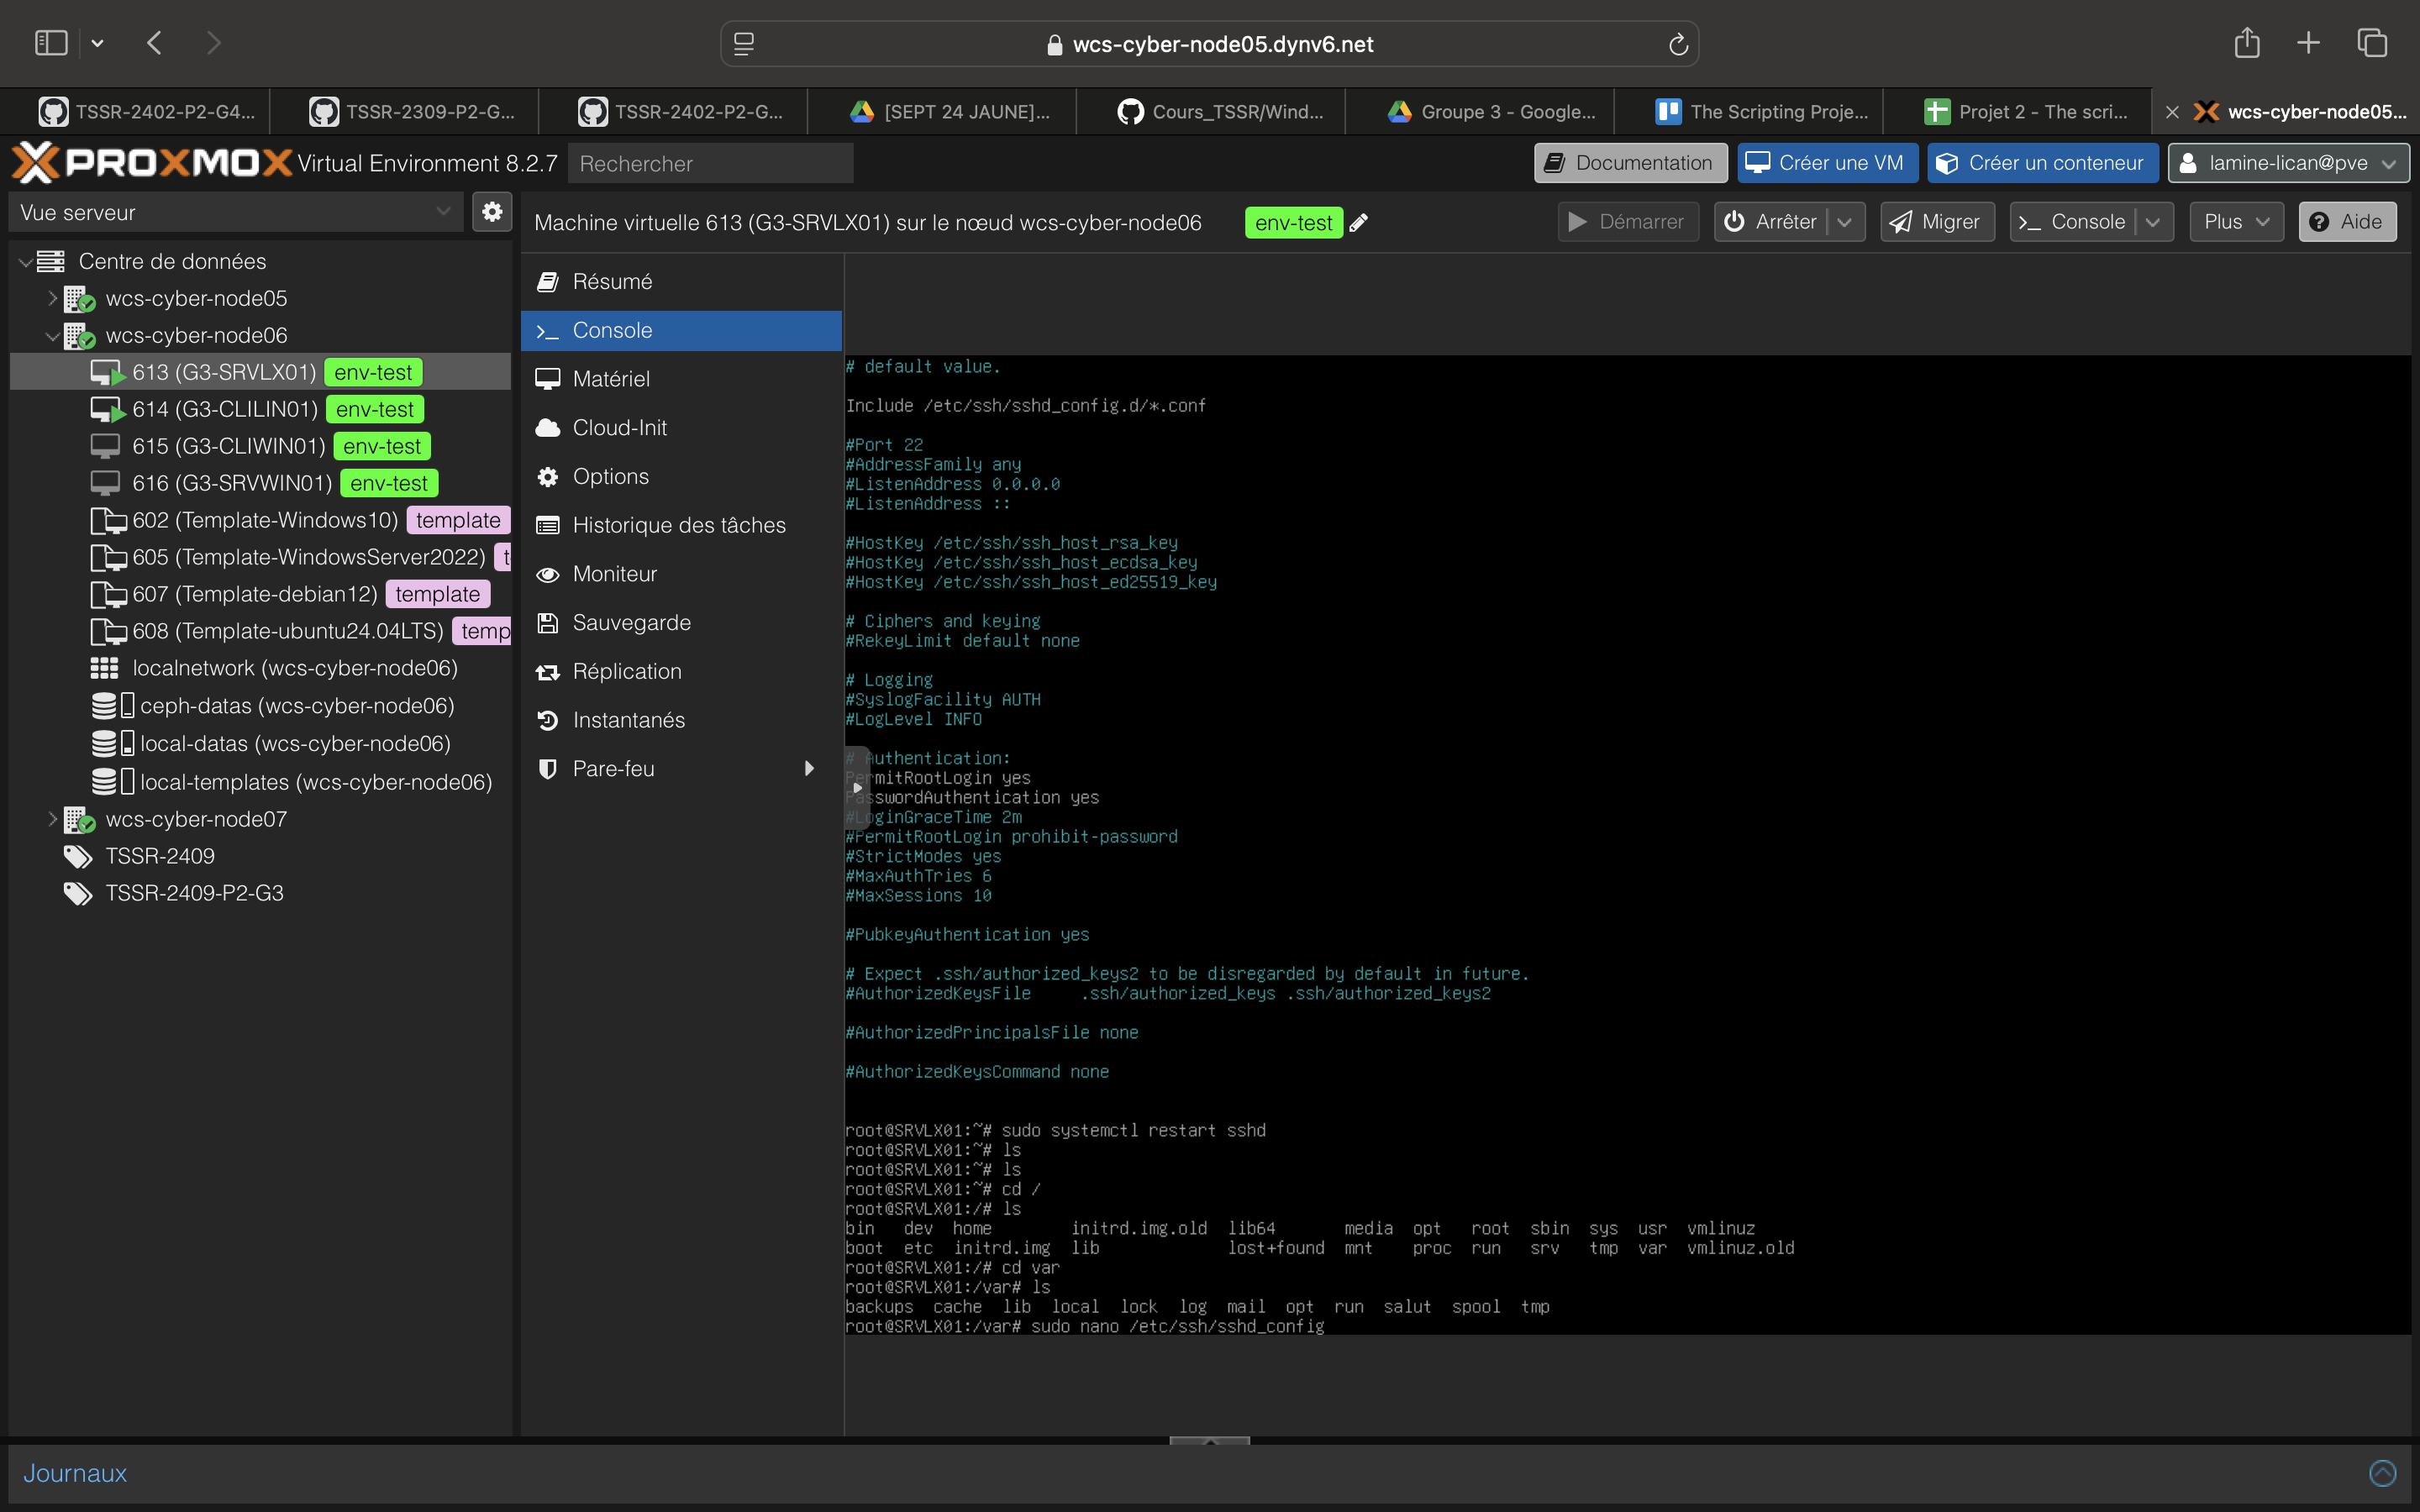 wcs-cyber-node05.dynv6.net
TSSR-2402-P2-G4...
TSSR-2309-P2-G...
TSSR-2402-P2-G...
[SEPT 24 JAUNE]...
Cours_TSSR/Wind...
Groupe 3 - Google...
The Scripting Proje...
Projet 2 - The scri...
wcs-cyber-node05...
PROXMOX Virtual Environment 8.2.7
Rechercher
Documentation
Créer une VM
Créer un conteneur
lamine-lican@pve
Vue serveur
Machine virtuelle 613 (G3-SRVLX01) sur le nœud wcs-cyber-node06
env-test
Démarrer
Arrêter
Migrer
Console
Plus
Aide
Centre de données
wcs-cyber-node05
wcs-cyber-node06
613 (G3-SRVLX01) env-test
614 (G3-CLILIN01) env-test
615 (G3-CLIWIN01) env-test
616 (G3-SRVWIN01) env-test
602 (Template-Windows10) template
605 (Template-WindowsServer2022) t
607 (Template-debian12) template
608 (Template-ubuntu24.04LTS) temp
localnetwork (wcs-cyber-node06)
ceph-datas (wcs-cyber-node06)
local-datas (wcs-cyber-node06)
local-templates (wcs-cyber-node06)
wcs-cyber-node07
TSSR-2409
TSSR-2409-P2-G3
Résumé
Console
Matériel
Cloud-Init
Options
Historique des tâches
Moniteur
Sauvegarde
Réplication
Instantanés
Pare-feu
# default value.
Include /etc/ssh/sshd_config.d/*.conf
#Port 22
#AddressFamily any
#ListenAddress 0.0.0.0
#ListenAddress ::
#HostKey /etc/ssh/ssh_host_rsa_key
#HostKey /etc/ssh/ssh_host_ecdsa_key
#HostKey /etc/ssh/ssh_host_ed25519_key
# Ciphers and keying
#RekeyLimit default none
# Logging
#SyslogFacility AUTH
#LogLevel INFO
# Authentication:
PermitRootLogin yes
PasswordAuthentication yes
#LoginGraceTime 2m
#PermitRootLogin prohibit-password
#StrictModes yes
#MaxAuthTries 6
#MaxSessions 10
#PubkeyAuthentication yes
# Expect .ssh/authorized_keys2 to be disregarded by default in future.
#AuthorizedKeysFile     .ssh/authorized_keys .ssh/authorized_keys2
#AuthorizedPrincipalsFile none
#AuthorizedKeysCommand none
root@SRVLX01:~# sudo systemctl restart sshd
root@SRVLX01:~# ls
root@SRVLX01:~# ls
root@SRVLX01:~# cd /
root@SRVLX01:/# ls
bin   dev  home        initrd.img.old  lib64       media  opt   root  sbin  sys  usr  vmlinuz
boot  etc  initrd.img  lib             lost+found  mnt    proc  run   srv   tmp  var  vmlinuz.old
root@SRVLX01:/# cd var
root@SRVLX01:/var# ls
backups  cache  lib  local  lock  log  mail  opt  run  salut  spool  tmp
root@SRVLX01:/var# sudo nano /etc/ssh/sshd_config
Journaux